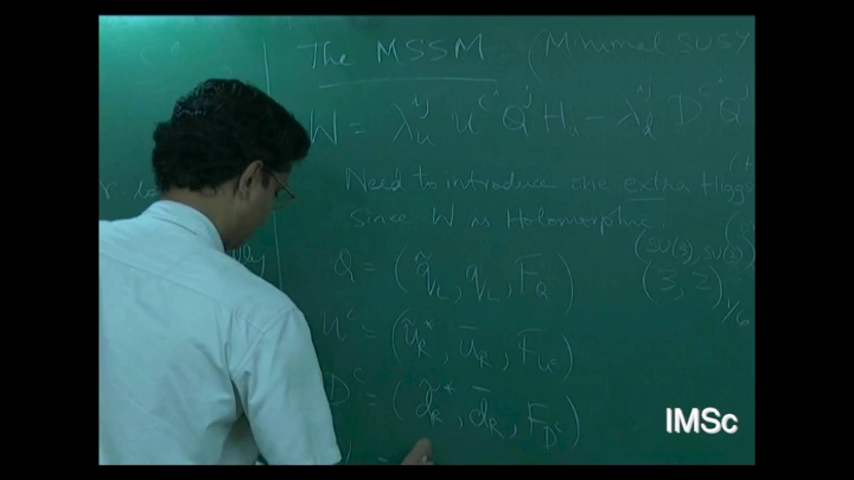 The MSSM - (Minimal SUSY
W = λ_u^{ij} U^{c i} Q^j H_u - λ_d^{ij} D^{c i} Q^j
Need to introduce one extra Higgs
Since W is Holomorphic.
(SU(3), SU(2))
Q = (q̃_L, q_L, F_Q) (3, 2)_{1/6}
U^c = (ũ_R^*, ū_R, F_{u^c})
D^c = (d̃_R^*, d̄_R, F_{D^c})
=
IMSc